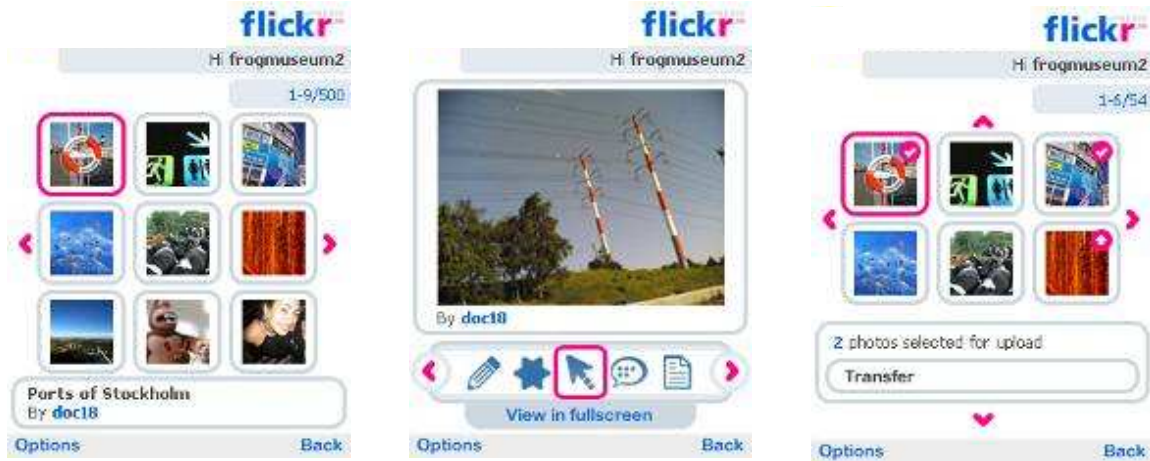 flickr
Hi frogmuseum2
1-9/500
Ports of Stockholm
By doc18
Options Back
flickr
Hi frogmuseum2
By doc18
View in fullscreen
Options Back
flickr
Hi frogmuseum2
1-6/54
2 photos selected for upload
Transfer
Options Back